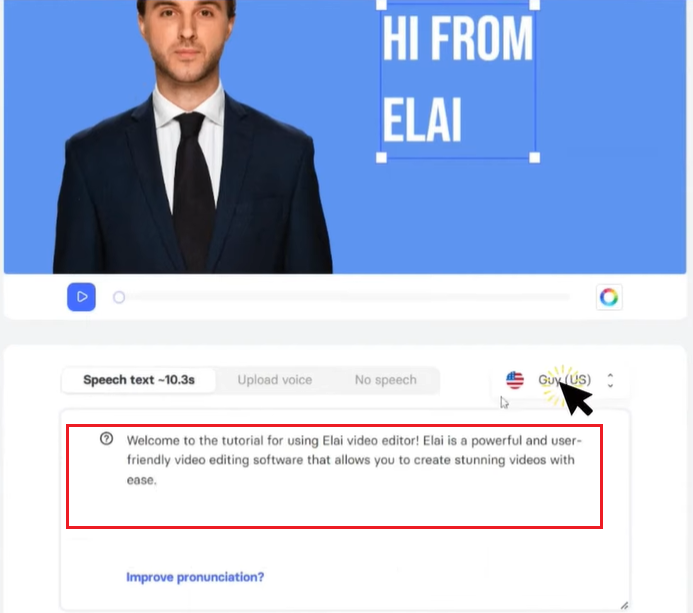 HI FROM
ELAI
Speech text ~10.3s
Upload voice
No speech
Guy (US)
Welcome to the tutorial for using Elai video editor! Elai is a powerful and user-
friendly video editing software that allows you to create stunning videos with
ease.
Improve pronunciation?